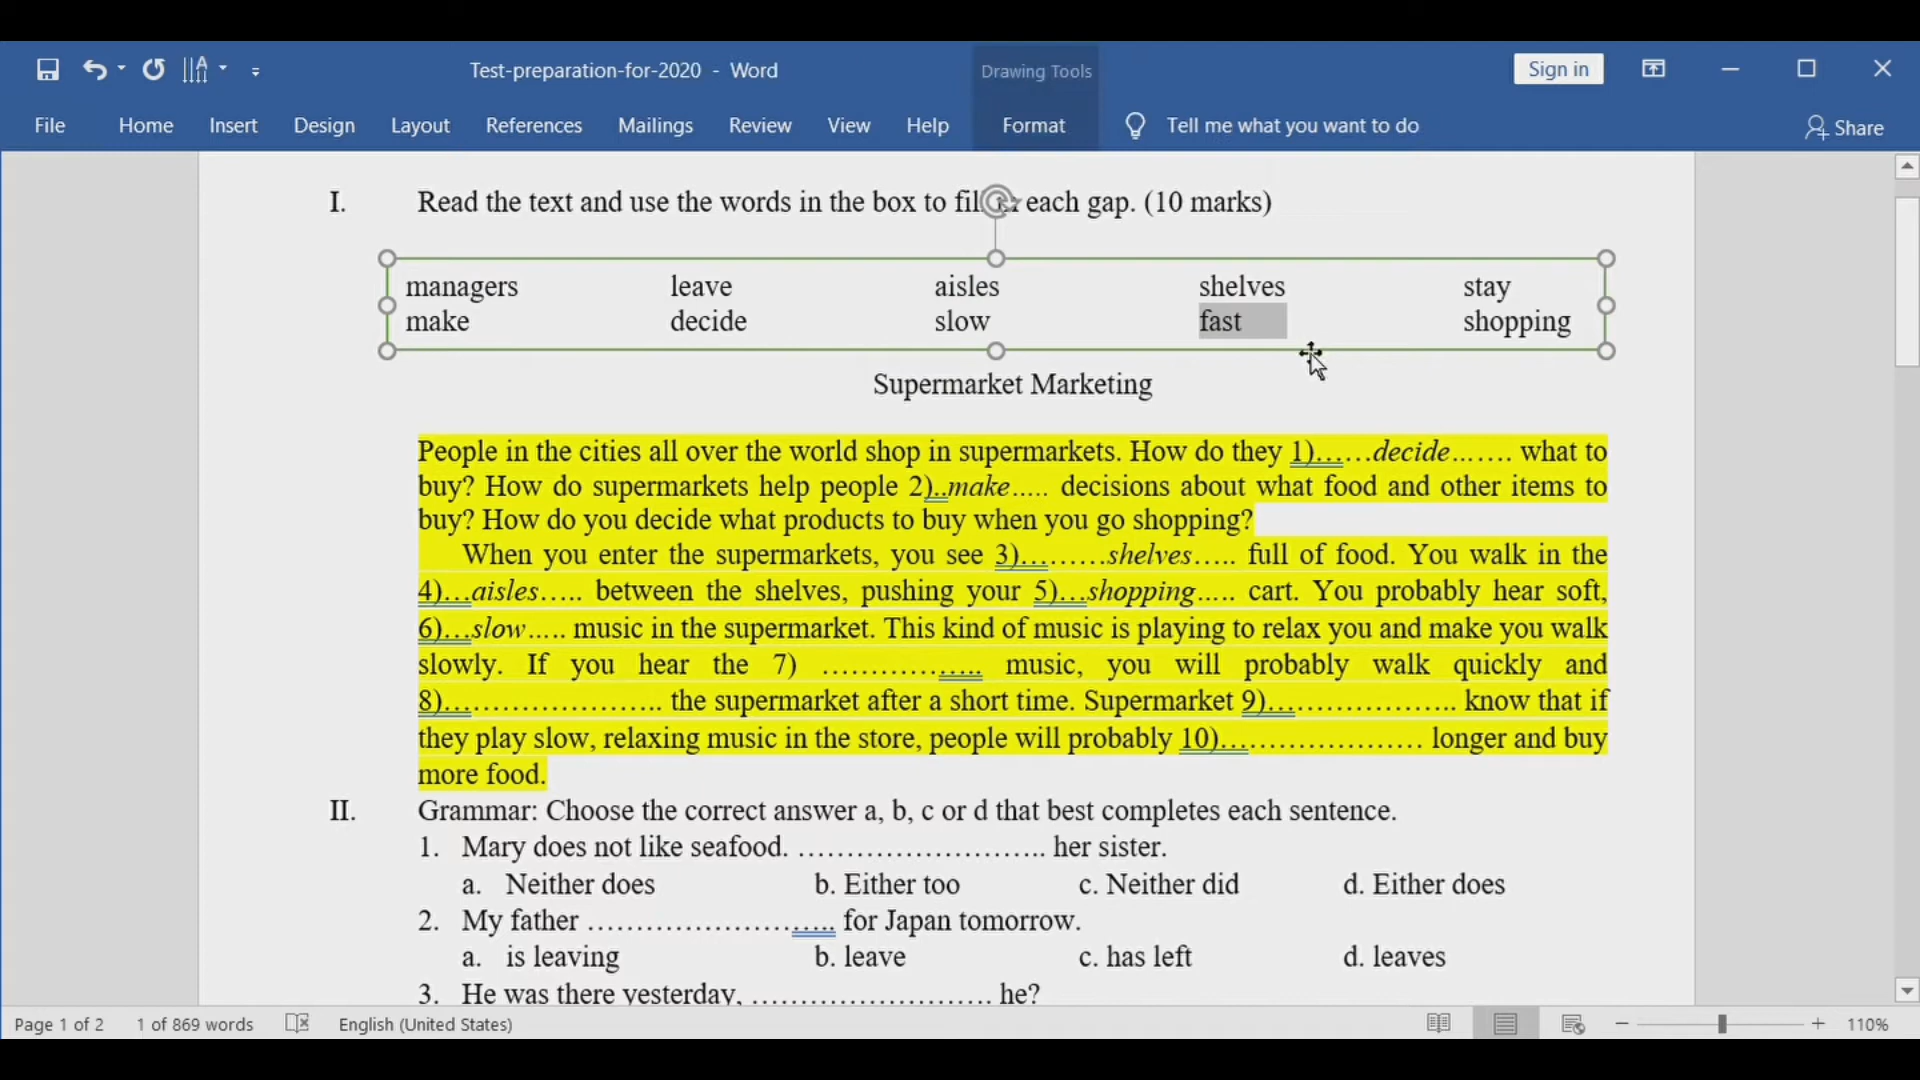 Test-preparation-for-2020 - Word
Drawing Tools
Sign in
File Home Insert Design Layout References Mailings Review View Help Format Tell me what you want to do Share
I. Read the text and use the words in the box to fill each gap. (10 marks)
managers leave aisles shelves stay
make decide slow fast shopping
Supermarket Marketing
People in the cities all over the world shop in supermarkets. How do they 1)……decide……. what to
buy? How do supermarkets help people 2)..make….. decisions about what food and other items to
buy? How do you decide what products to buy when you go shopping?
When you enter the supermarkets, you see 3)………shelves….. full of food. You walk in the
4)…aisles….. between the shelves, pushing your 5)…shopping….. cart. You probably hear soft,
6)…slow….. music in the supermarket. This kind of music is playing to relax you and make you walk
slowly. If you hear the 7) …………….. music, you will probably walk quickly and
8)…………………….. the supermarket after a short time. Supermarket 9)………………….. know that if
they play slow, relaxing music in the store, people will probably 10)………………… longer and buy
more food.
II. Grammar: Choose the correct answer a, b, c or d that best completes each sentence.
1. Mary does not like seafood. …………………….. her sister.
a. Neither does b. Either too c. Neither did d. Either does
2. My father …………………….. for Japan tomorrow.
a. is leaving b. leave c. has left d. leaves
3. He was there yesterday, …………………… he?
Page 1 of 2 1 of 869 words English (United States) 110%